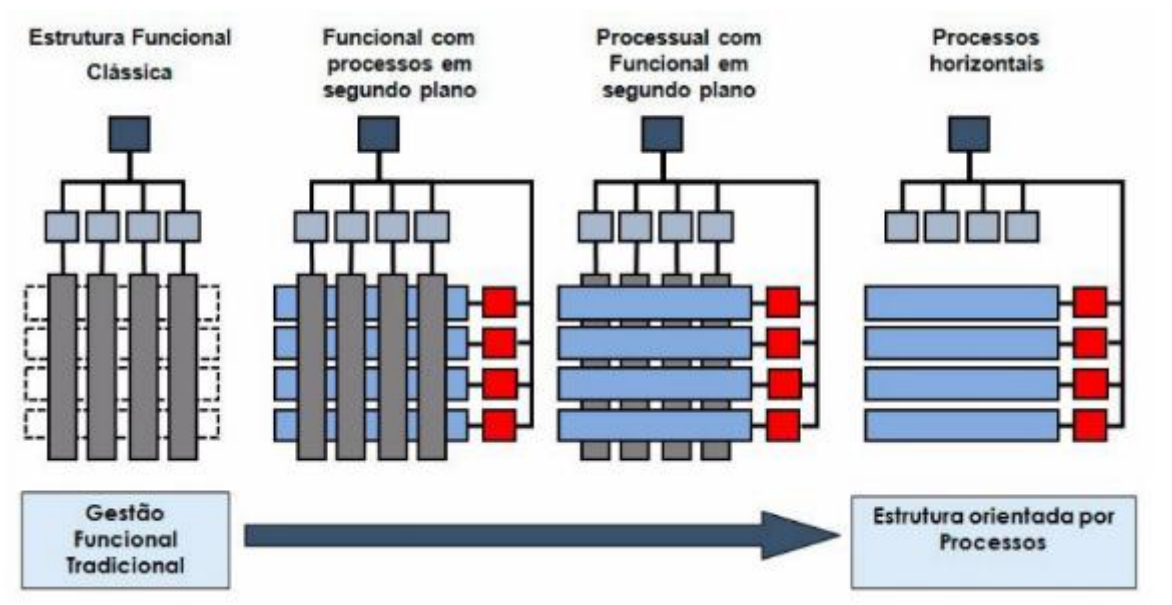 Estrutura Funcional
Clássica
Funcional com
processos em
segundo plano
Processual com
Funcional em
segundo plano
Processos
horizontais
Gestão
Funcional
Tradicional
Estrutura orientada por
Processos